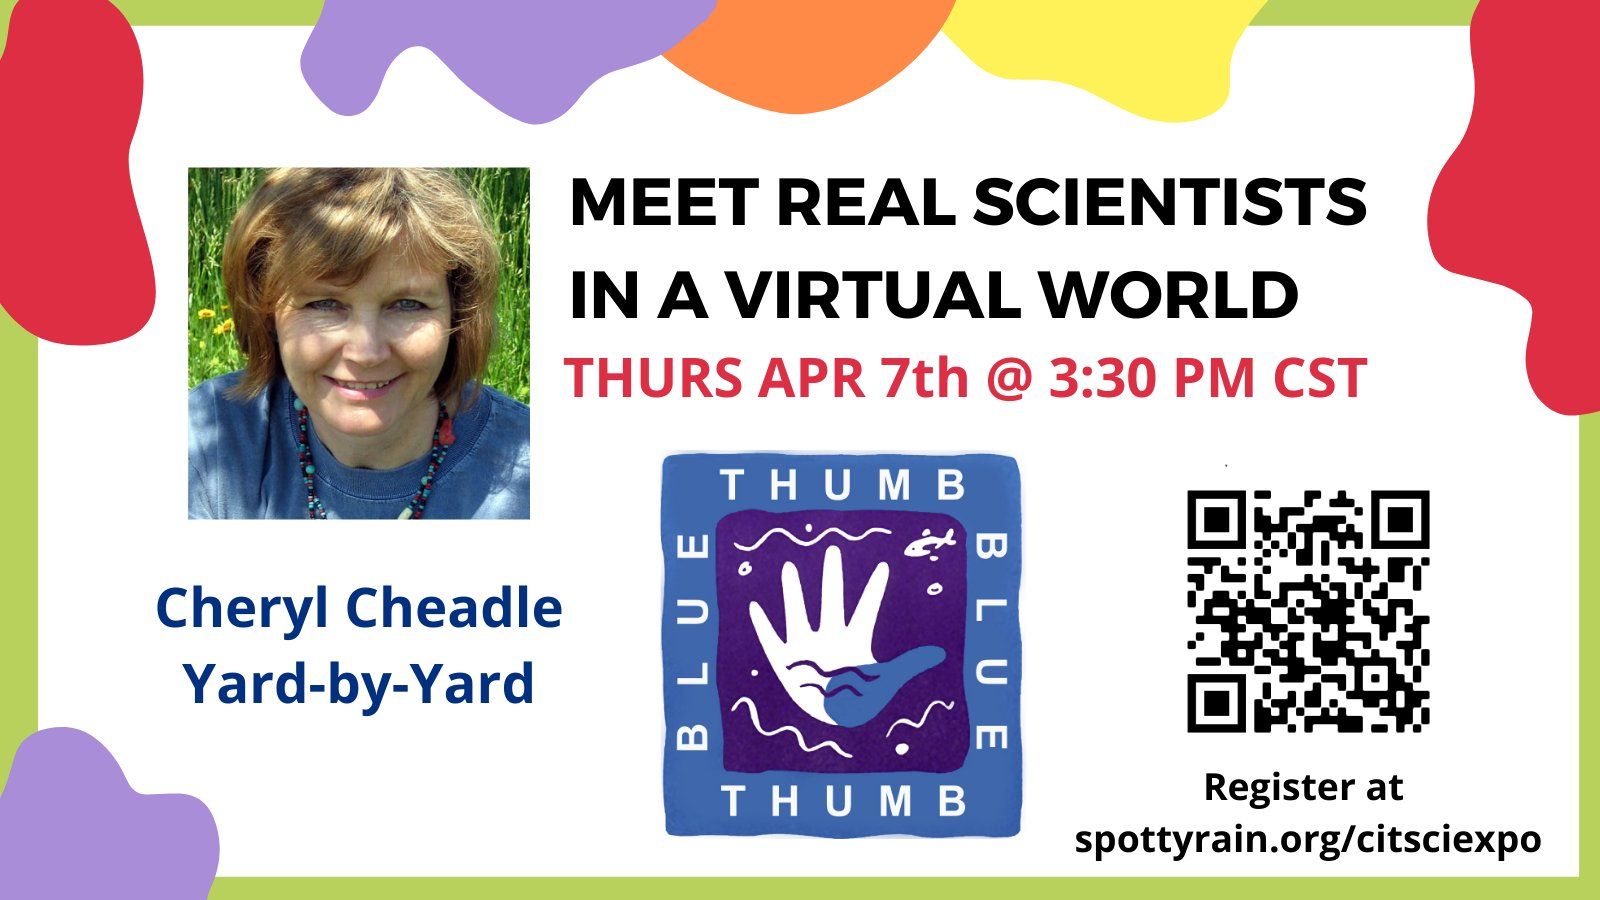 MEET REAL SCIENTISTS
IN A VIRTUAL WORLD
THURS APR 7th @ 3:30 PM CST
Cheryl Cheadle
Yard-by-Yard
THUMB
BLUE
BLUE
THUMB
Register at
spottyrain.org/citsciexpo